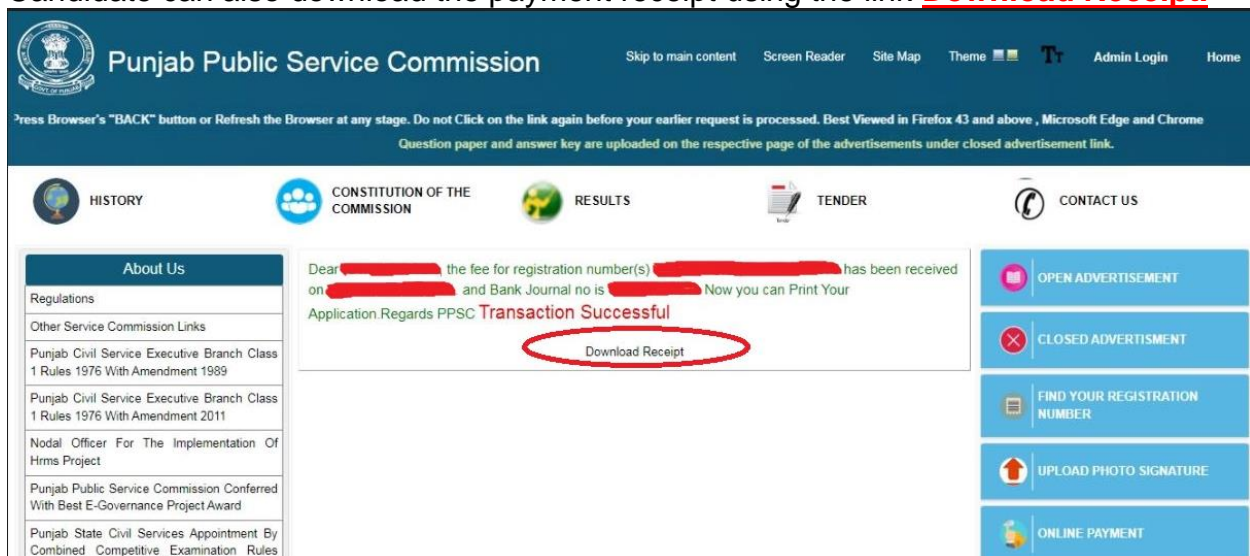 Candidate can also download the payment receipt using the link Download Receipt.
Punjab Public Service Commission
Skip to main content Screen Reader Site Map Theme Tт Admin Login Home
Press Browser's "BACK" button or Refresh the Browser at any stage. Do not Click on the link again before your earlier request is processed. Best Viewed in Firefox 43 and above , Microsoft Edge and Chrome
Question paper and answer key are uploaded on the respective page of the advertisements under closed advertisement link.
HISTORY
CONSTITUTION OF THE
COMMISSION
RESULTS
TENDER
CONTACT US
About Us
Regulations
Other Service Commission Links
Punjab Civil Service Executive Branch Class
1 Rules 1976 With Amendment 1989
Punjab Civil Service Executive Branch Class
1 Rules 1976 With Amendment 2011
Nodal Officer For The Implementation Of
Hrms Project
Punjab Public Service Commission Conferred
With Best E-Governance Project Award
Punjab State Civil Services Appointment By
Combined Competitive Examination Rules
Dear , the fee for registration number(s) has been received
on and Bank Journal no is Now you can Print Your
Application.Regards PPSC Transaction Successful
Download Receipt
OPEN ADVERTISEMENT
CLOSED ADVERTISMENT
FIND YOUR REGISTRATION
NUMBER
UPLOAD PHOTO SIGNATURE
ONLINE PAYMENT